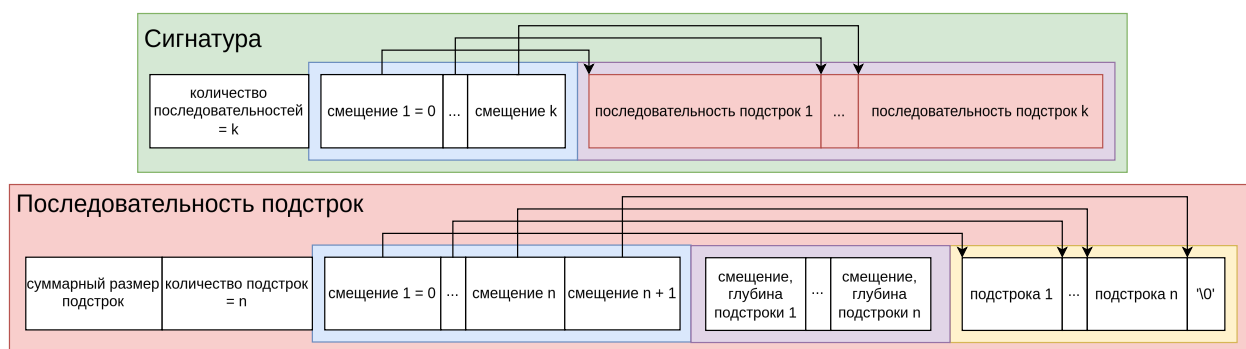 Сигнатура
количество
последовательностей
= k
смещение 1 = 0
...
смещение k
последовательность подстрок 1
...
последовательность подстрок k
Последовательность подстрок
суммарный размер
подстрок
количество подстрок
= n
смещение 1 = 0
...
смещение n
смещение n + 1
смещение,
глубина
подстроки 1
...
смещение,
глубина
подстроки n
подстрока 1
...
подстрока n
'\0'